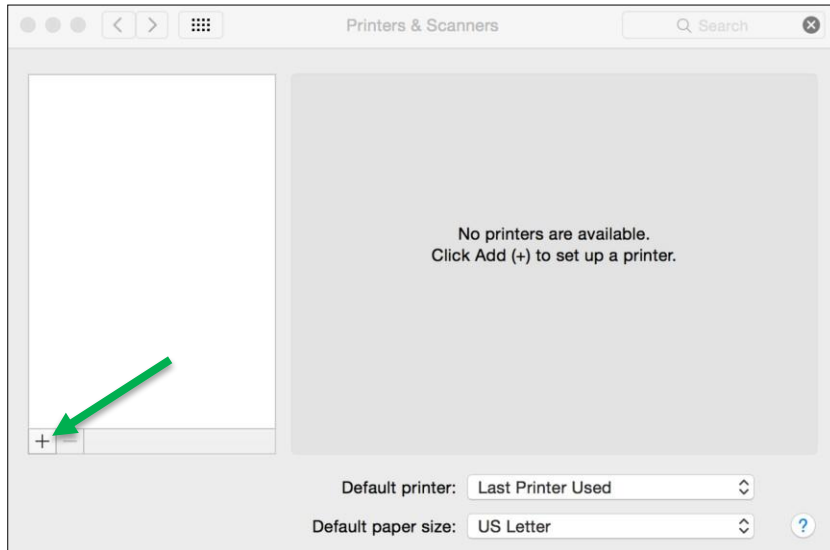 Printers & Scanners
Search
No printers are available.
Click Add (+) to set up a printer.
+ −
Default printer: Last Printer Used
Default paper size: US Letter
?